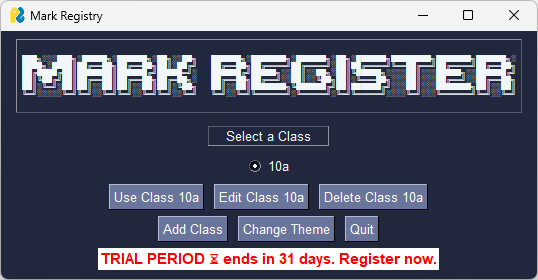 Mark Registry
MARK REGISTER
Select a Class
10a
Use Class 10a Edit Class 10a Delete Class 10a
Add Class Change Theme Quit
TRIAL PERIOD ⏳ ends in 31 days. Register now.